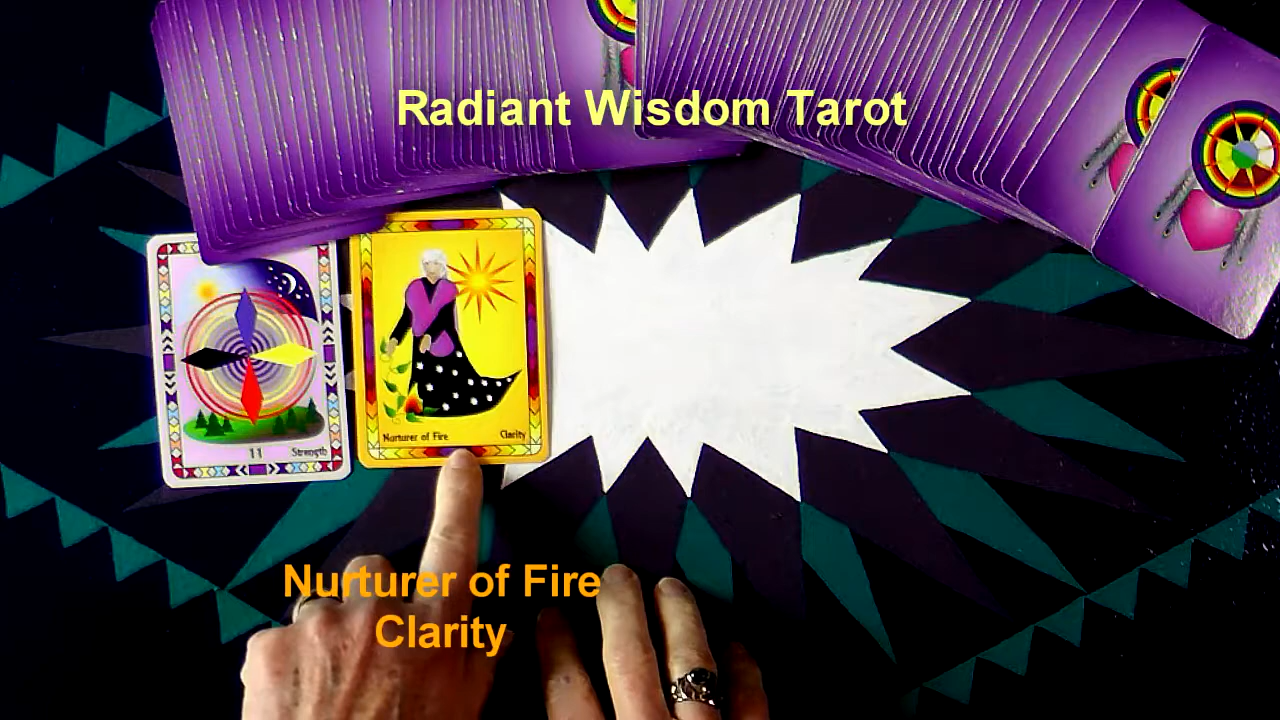 Radiant Wisdom Tarot
11 Strength
Nurturer of Fire Clarity
Nurturer of Fire
Clarity